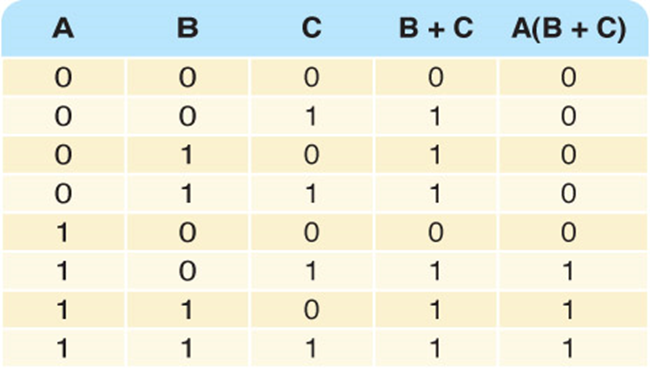 A B C B + C A(B + C)
0 0 0 0 0
0 0 1 1 0
0 1 0 1 0
0 1 1 1 0
1 0 0 0 0
1 0 1 1 1
1 1 0 1 1
1 1 1 1 1